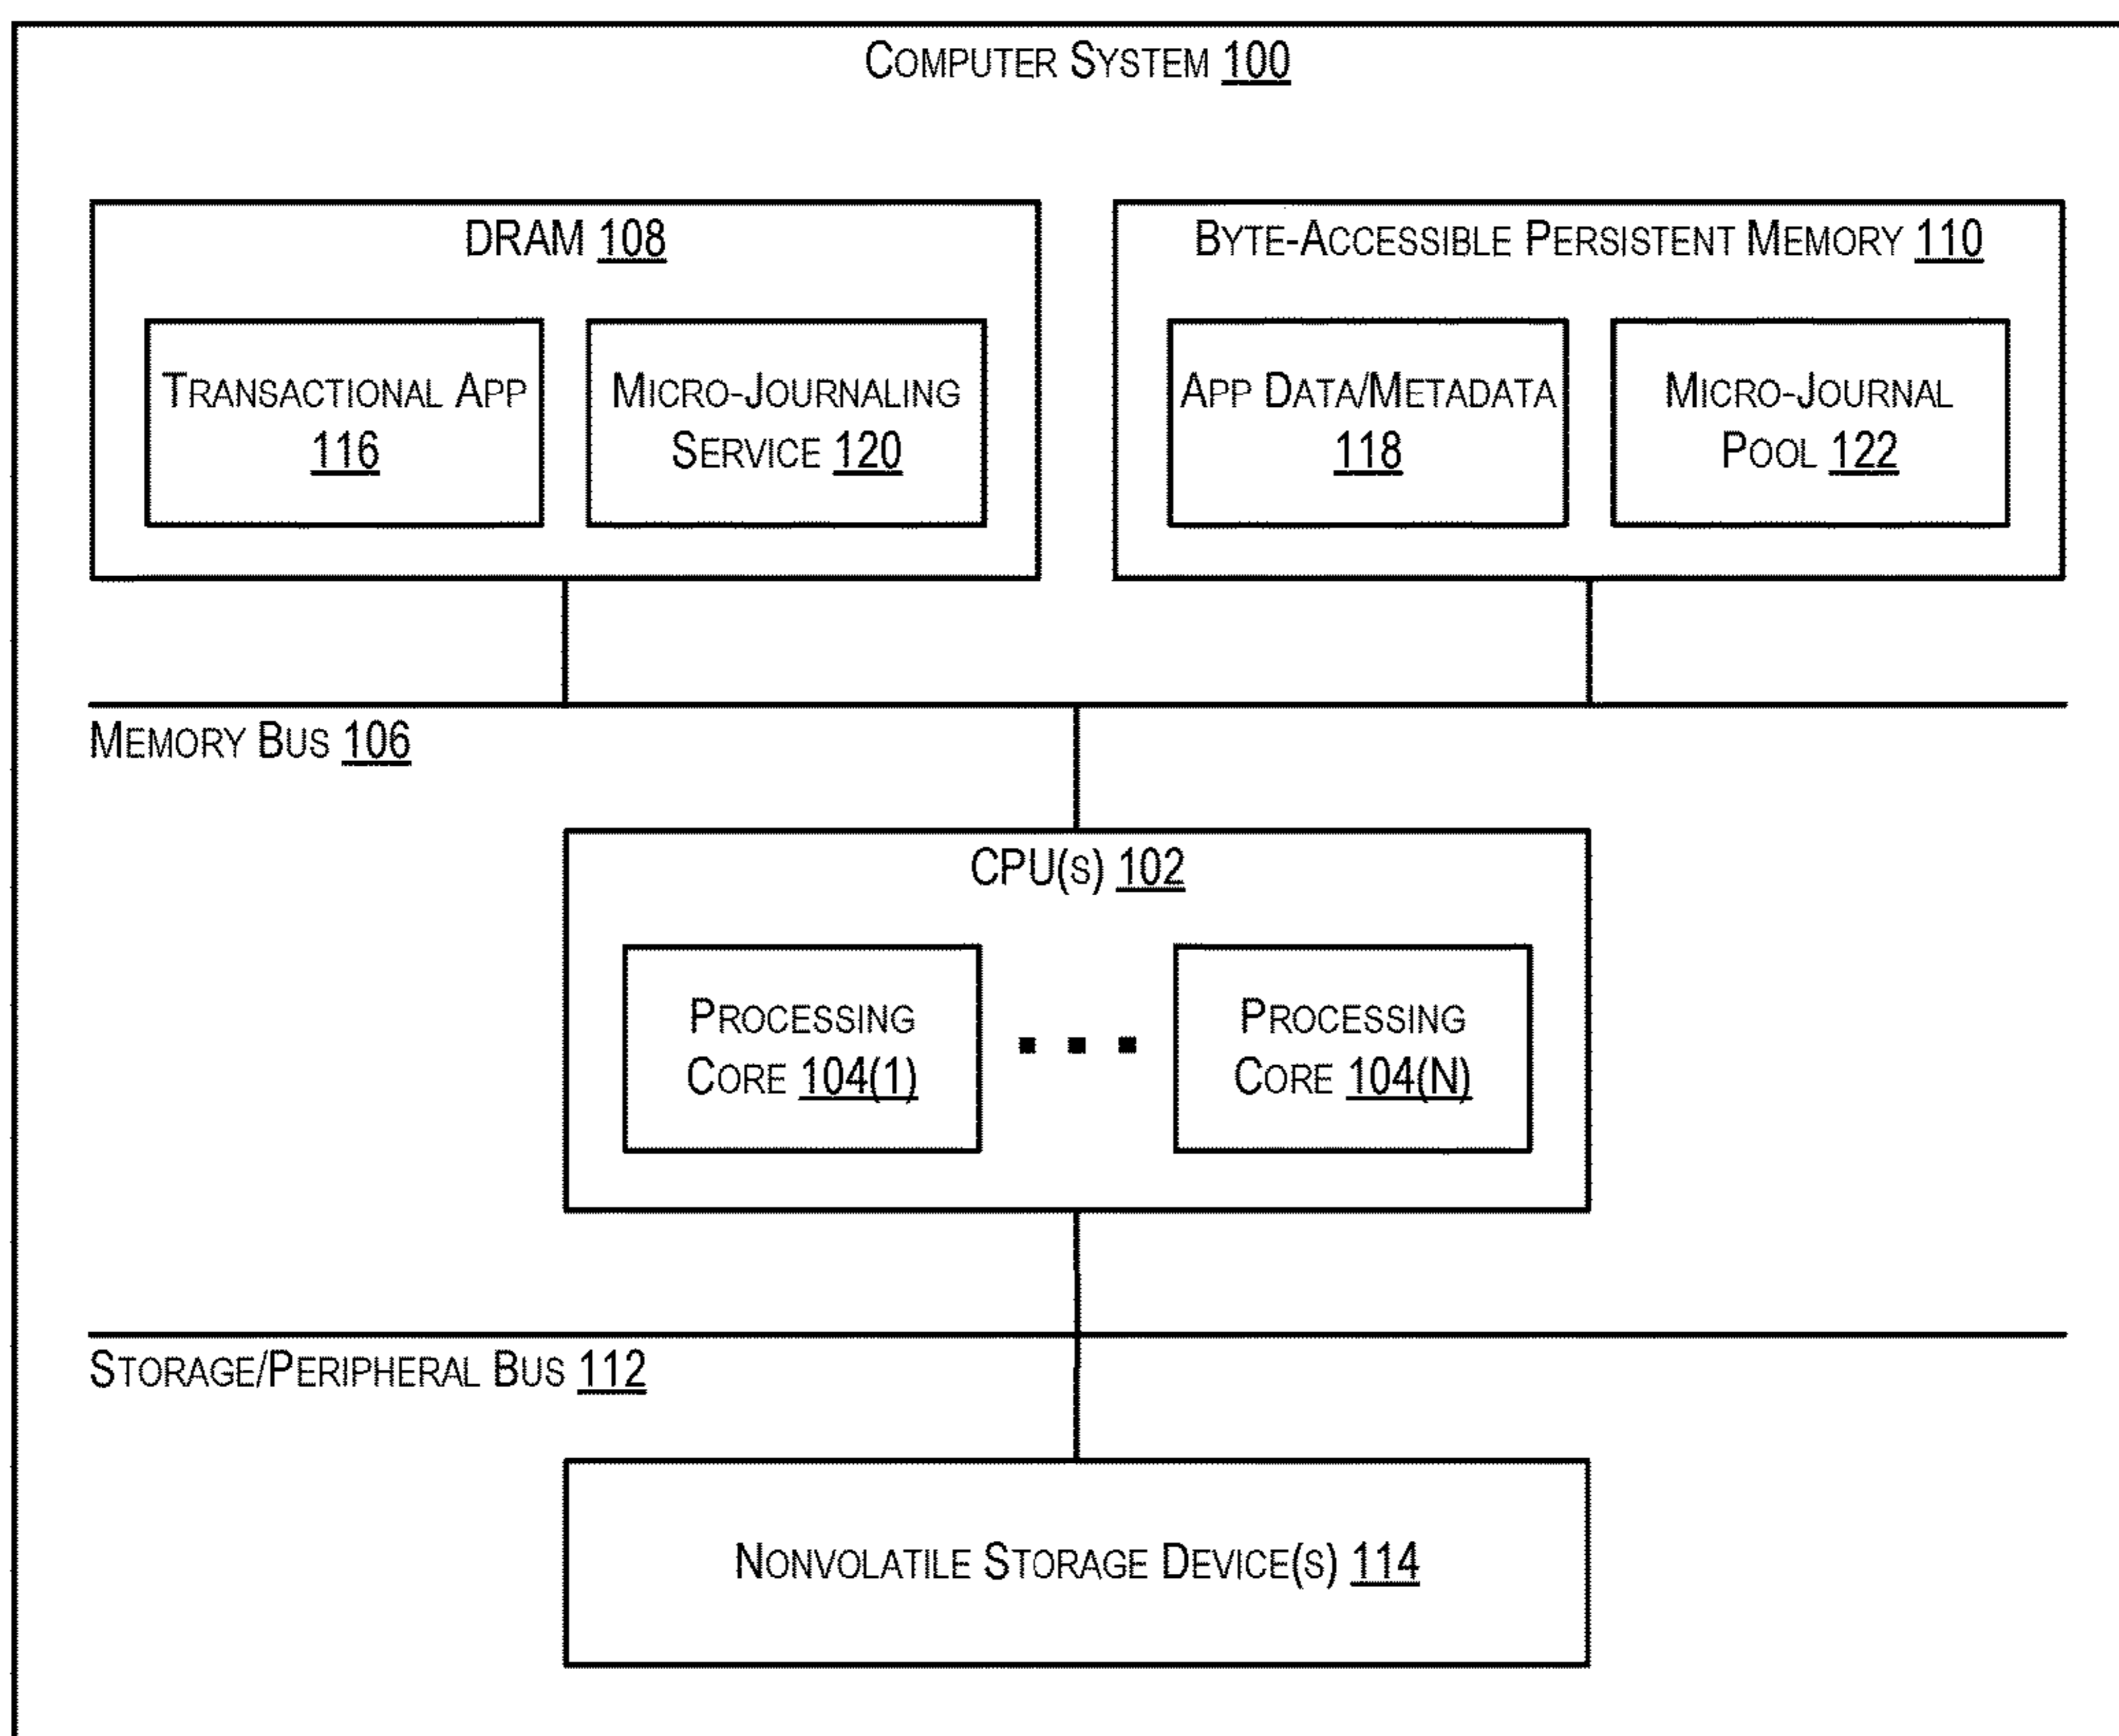 Computer System 100
DRAM 108
Byte-Accessible Persistent Memory 110
Transactional App
116
Micro-Journaling
Service 120
App Data/Metadata
118
Micro-Journal
Pool 122
Memory Bus 106
CPU(s) 102
Processing
Core 104(1)
Processing
Core 104(N)
Storage/Peripheral Bus 112
Nonvolatile Storage Device(s) 114